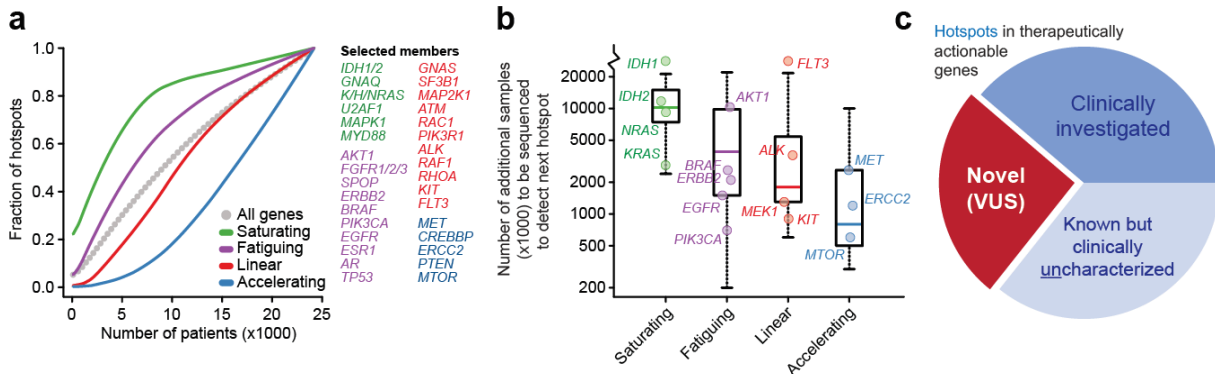 a
Fraction of hotspots
1.0
0.8
0.6
0.4
0.2
0.0
0
5
10
15
20
25
Number of patients (x1000)
All genes
Saturating
Fatiguing
Linear
Accelerating
Selected members
IDH1/2
GNAQ
K/H/NRAS
U2AF1
MAPK1
MYD88
AKT1
FGFR1/2/3
SPOP
ERBB2
BRAF
PIK3CA
EGFR
ESR1
AR
TP53
GNAS
SF3B1
MAP2K1
ATM
RAC1
PIK3R1
ALK
RAF1
RHOA
KIT
FLT3
MET
CREBBP
ERCC2
PTEN
MTOR
b
Number of additional samples
(x1000) to be sequenced
to detect next hotspot
20000
10000
5000
2000
1000
500
200
IDH1
IDH2
NRAS
KRAS
AKT1
BRAF
ERBB2
EGFR
PIK3CA
FLT3
ALK
MEK1
KIT
MET
ERCC2
MTOR
Saturating
Fatiguing
Linear
Accelerating
c
Hotspots in therapeutically
actionable
genes
Clinically
investigated
Novel
(VUS)
Known but
clinically
uncharacterized